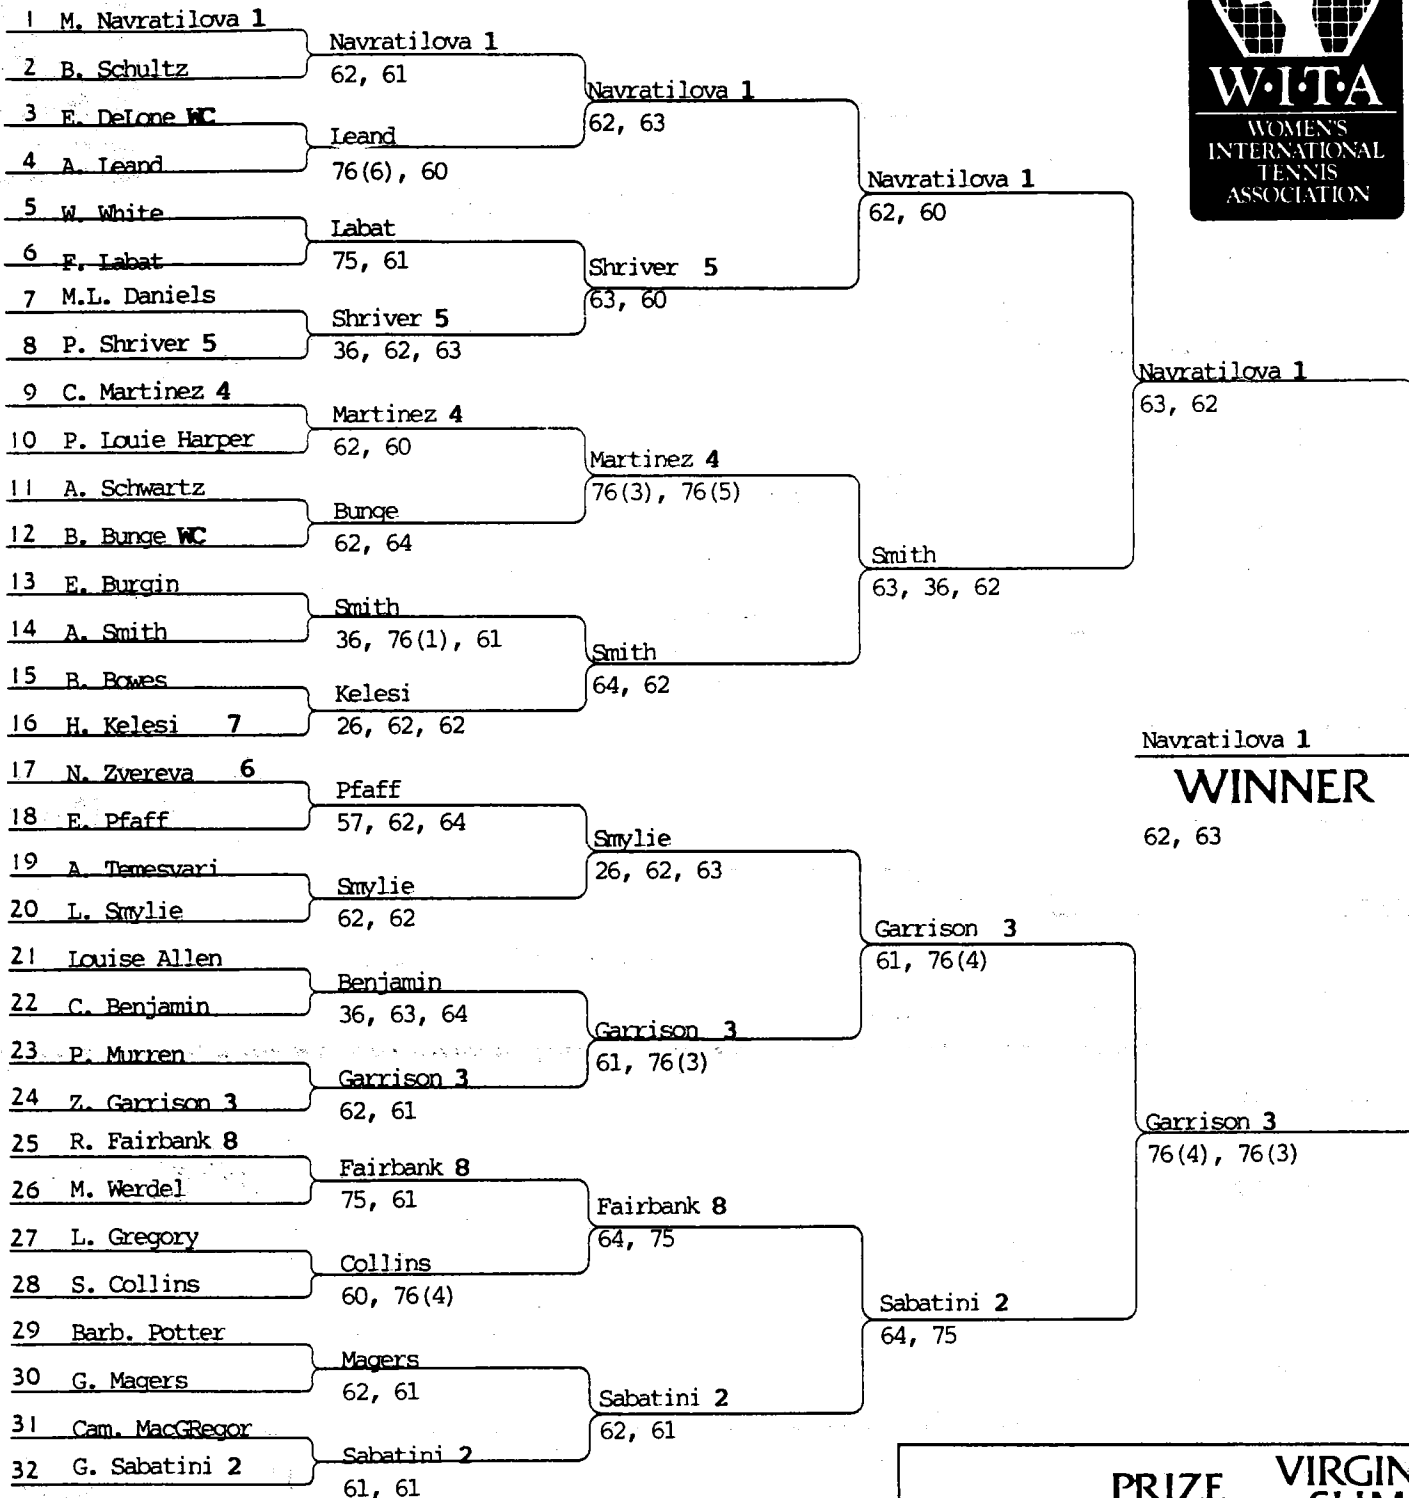 1 M. Navratilova 1
2 B. Schultz
3 E. DeLone WC
4 A. Leand
5 W. White
6 F. Labat
7 M.L. Daniels
8 P. Shriver 5
9 C. Martinez 4
10 P. Louie Harper
11 A. Schwartz
12 B. Bunge WC
13 E. Burgin
14 A. Smith
15 B. Bowes
16 H. Kelesi 7
17 N. Zvereva 6
18 E. Pfaff
19 A. Temesvari
20 L. Smylie
21 Louise Allen
22 C. Benjamin
23 P. Murren
24 Z. Garrison 3
25 R. Fairbank 8
26 M. Werdel
27 L. Gregory
28 S. Collins
29 Barb. Potter
30 G. Magers
31 Cam. MacGRegor
32 G. Sabatini 2
Navratilova 1
62, 61
Leand
76(6), 60
Labat
75, 61
Shriver 5
36, 62, 63
Martinez 4
62, 60
Bunge
62, 64
Smith
36, 76(1), 61
Kelesi
26, 62, 62
Pfaff
57, 62, 64
Smylie
62, 62
Benjamin
36, 63, 64
Garrison 3
62, 61
Fairbank 8
75, 61
Collins
60, 76(4)
Magers
62, 61
Sabatini 2
61, 61
Navratilova 1
62, 63
Shriver 5
63, 60
Martinez 4
76(3), 76(5)
Smith
64, 62
Smylie
26, 62, 63
Garrison 3
61, 76(3)
Fairbank 8
64, 75
Sabatini 2
62, 61
Navratilova 1
62, 60
Smith
63, 36, 62
Garrison 3
61, 76(4)
Sabatini 2
64, 75
Navratilova 1
63, 62
Garrison 3
76(4), 76(3)
Navratilova 1
WINNER
62, 63
W·I·T·A
WOMEN'S
INTERNATIONAL
TENNIS
ASSOCIATION
PRIZE
VIRGIN